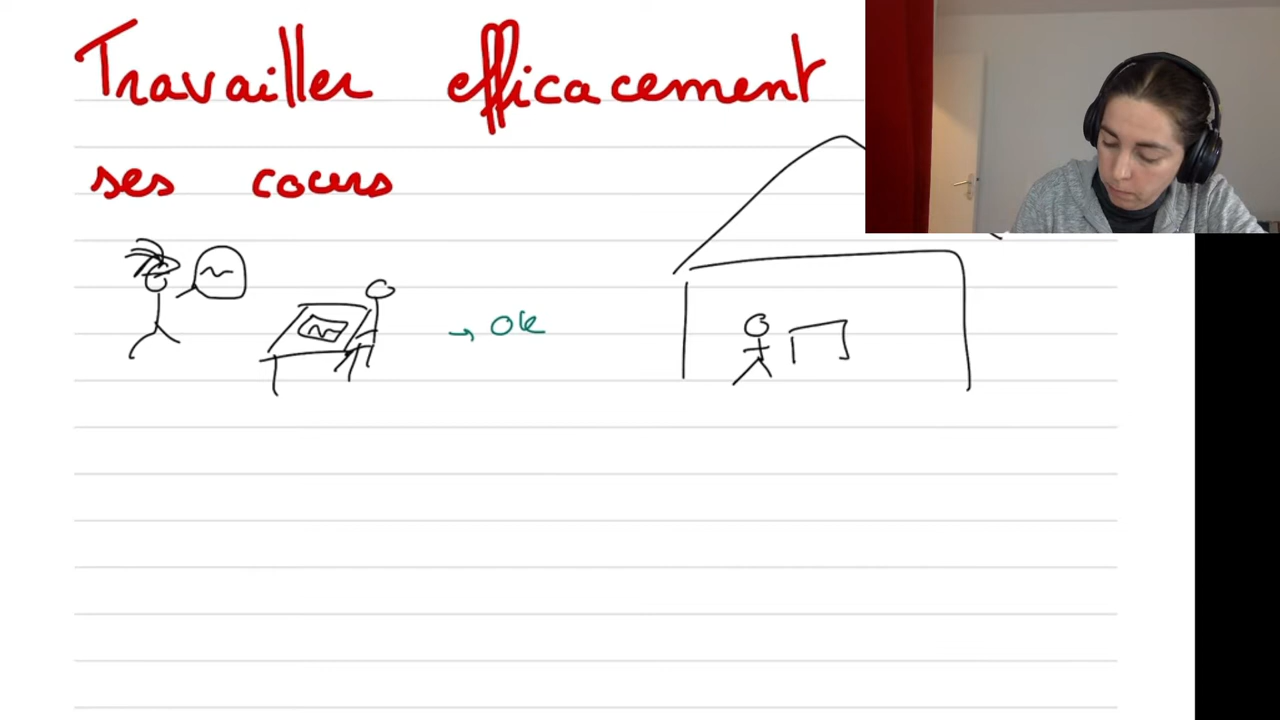 Travailler efficacement
ses cours
→ Ok